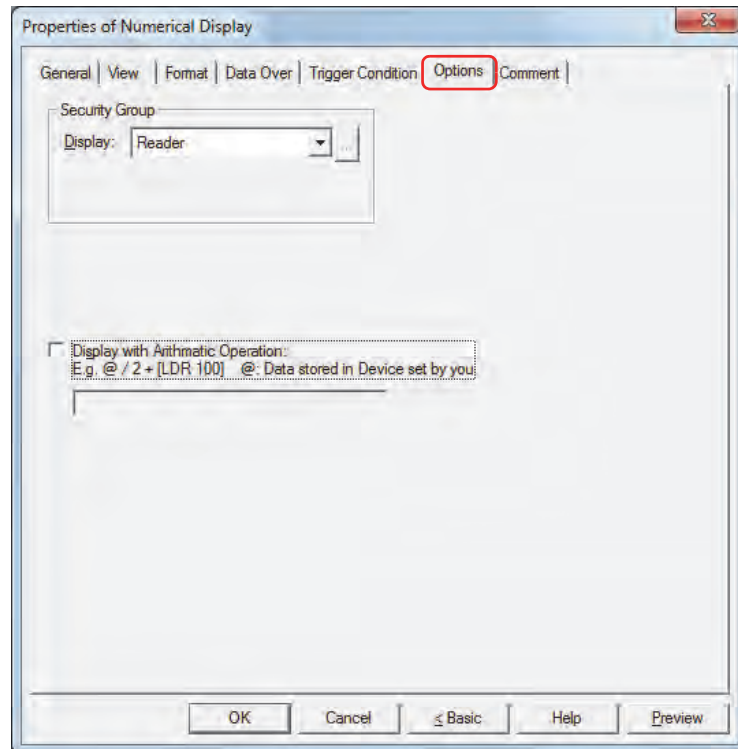 Properties of Numerical Display
General View Format Data Over Trigger Condition Options Comment
Security Group
Display: Reader ...
Display with Arithmatic Operation:
E.g. @ / 2 + [LDR 100] @: Data stored in Device set by you
OK Cancel ≤ Basic Help Preview